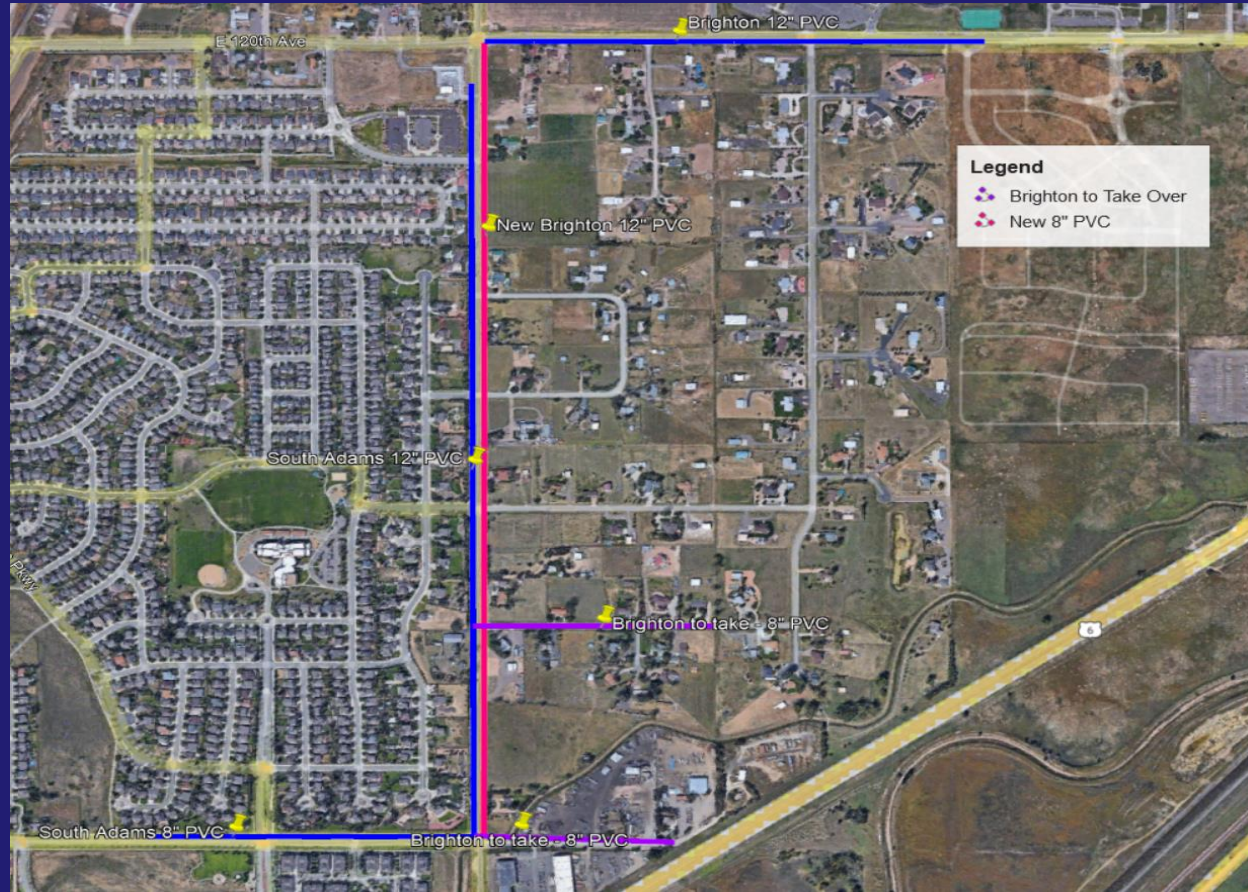 Brighton 12" PVC
E 120th Ave
Legend
Brighton to Take Over
New 8" PVC
New Brighton 12" PVC
South Adams 12" PVC
Pkwy
Brighton to take - 8" PVC
6
South Adams 8" PVC
Brighton to take - 8" PVC